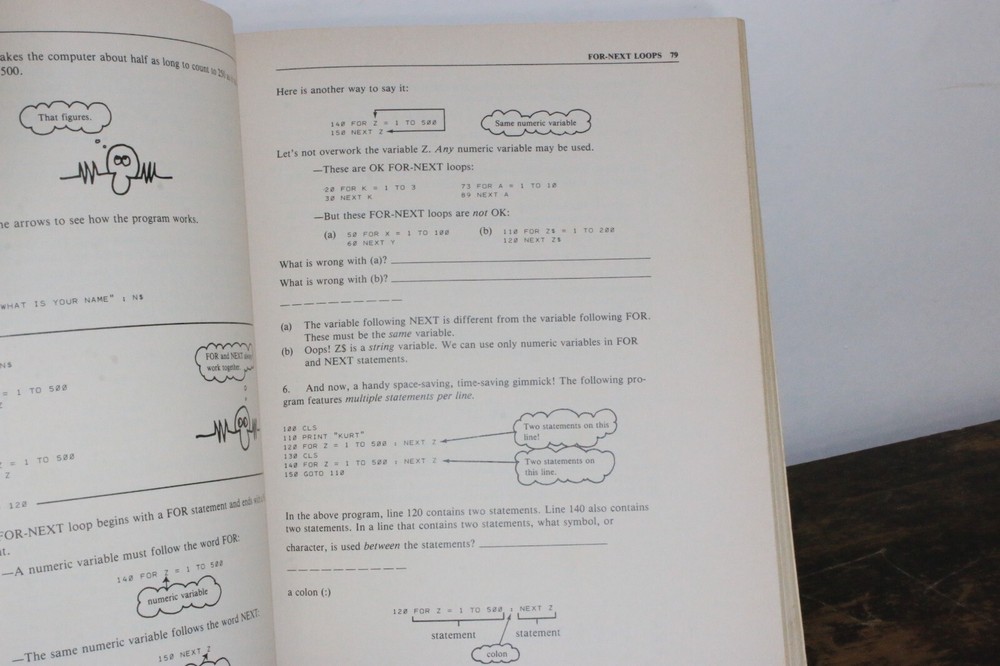 akes the computer about half as long to count to
500.
That figures.
ne arrows to see how the program works.
WHAT IS YOUR NAME" ; N$
N$
FOR and NEXT
work together.
= 1 TO 500
Z
= 1 TO 500
Z
120
FOR-NEXT loop begins with a FOR statement and ends
—A numeric variable must follow the word FOR:
140 FOR Z = 1 TO 500
numeric variable
—The same numeric variable follows the word NEXT:
150 NEXT Z
FOR-NEXT LOOPS 79
Here is another way to say it:
140 FOR Z = 1 TO 500
150 NEXT Z
Same numeric variable
Let's not overwork the variable Z. Any numeric variable may be used.
—These are OK FOR-NEXT loops:
20 FOR K = 1 TO 3 73 FOR A = 1 TO 10
30 NEXT K 89 NEXT A
—But these FOR-NEXT loops are not OK:
(a) 50 FOR X = 1 TO 100 (b) 110 FOR Z$ = 1 TO 200
60 NEXT Y 120 NEXT Z$
What is wrong with (a)?
What is wrong with (b)?
(a) The variable following NEXT is different from the variable following FOR.
These must be the same variable.
(b) Oops! Z$ is a string variable. We can use only numeric variables in FOR
and NEXT statements.
6. And now, a handy space-saving, time-saving gimmick! The following pro-
gram features multiple statements per line.
100 CLS
110 PRINT "KURT"
120 FOR Z = 1 TO 500 : NEXT Z
130 CLS
140 FOR Z = 1 TO 500 : NEXT Z
150 GOTO 110
Two statements on this
line!
Two statements on
this line.
In the above program, line 120 contains two statements. Line 140 also contains
two statements. In a line that contains two statements, what symbol, or
character, is used between the statements?
a colon (:)
120 FOR Z = 1 TO 500 : NEXT Z
statement statement
colon